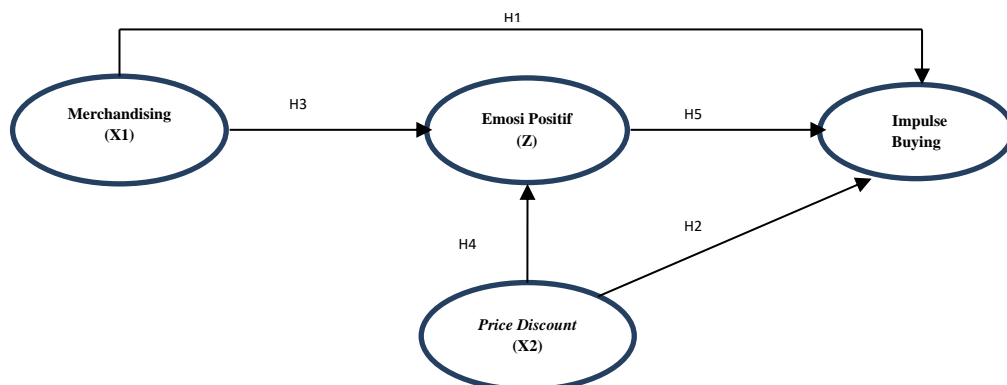 H1
Merchandising
(X1)
H3
Emosi Positif
(Z)
H5
Impulse
Buying
H4
H2
Price Discount
(X2)